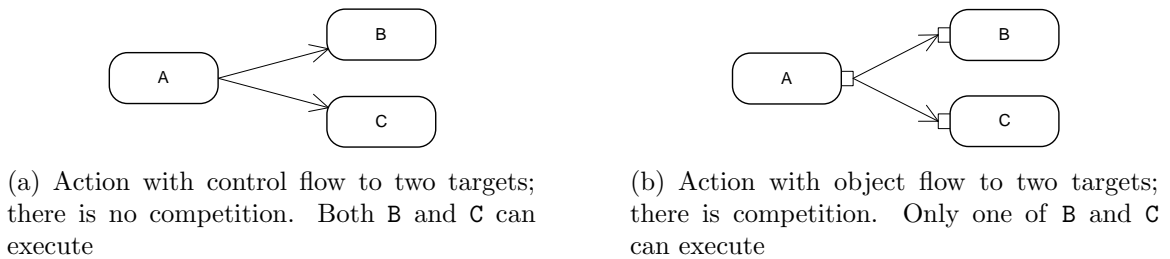 B
A
C
(a) Action with control flow to two targets;
there is no competition. Both B and C can
execute
B
A
C
(b) Action with object flow to two targets;
there is competition. Only one of B and C
can execute